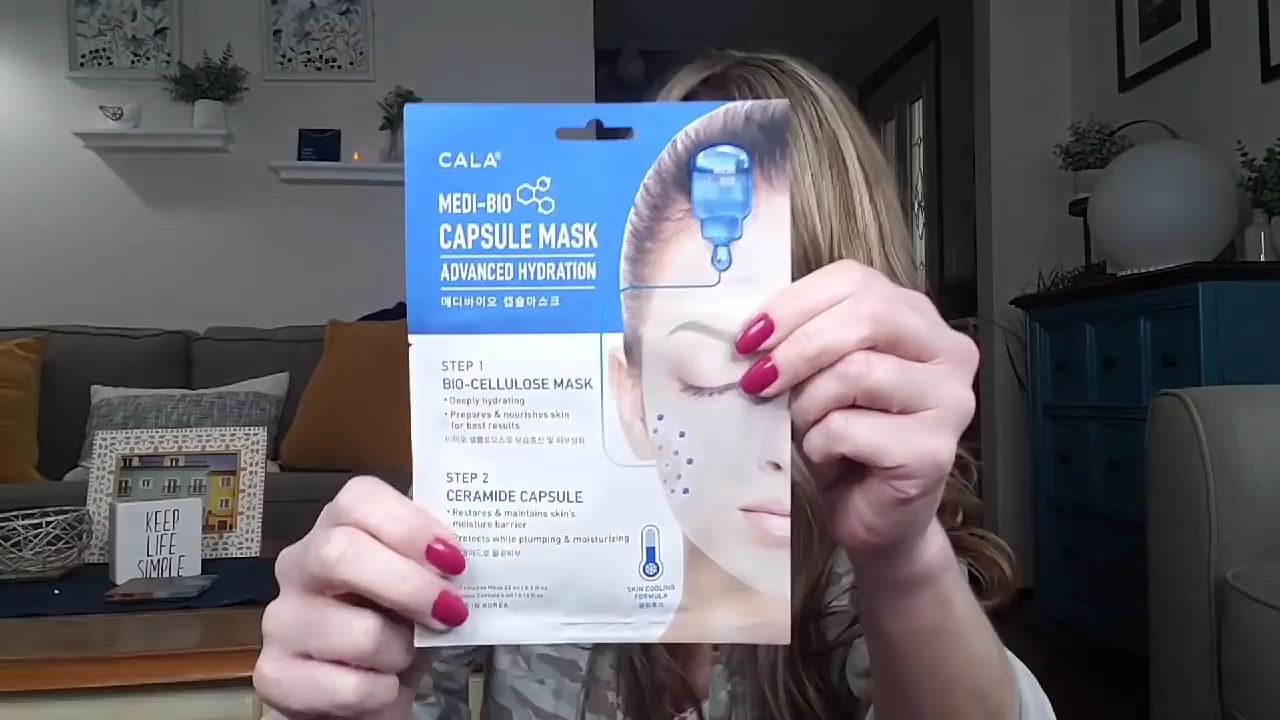 CALA®
MEDI-BIO
CAPSULE MASK
ADVANCED HYDRATION
메디바이오 캡슐마스크
STEP 1
BIO-CELLULOSE MASK
• Deeply hydrating
• Prepares & nourishes skin
for best results
STEP 2
CERAMIDE CAPSULE
• Restores & maintains skin's
moisture barrier
Protects while plumping & moisturizing
SKIN COOLING
FORMULA
IN KOREA
KEEP
LIFE
SIMPLE